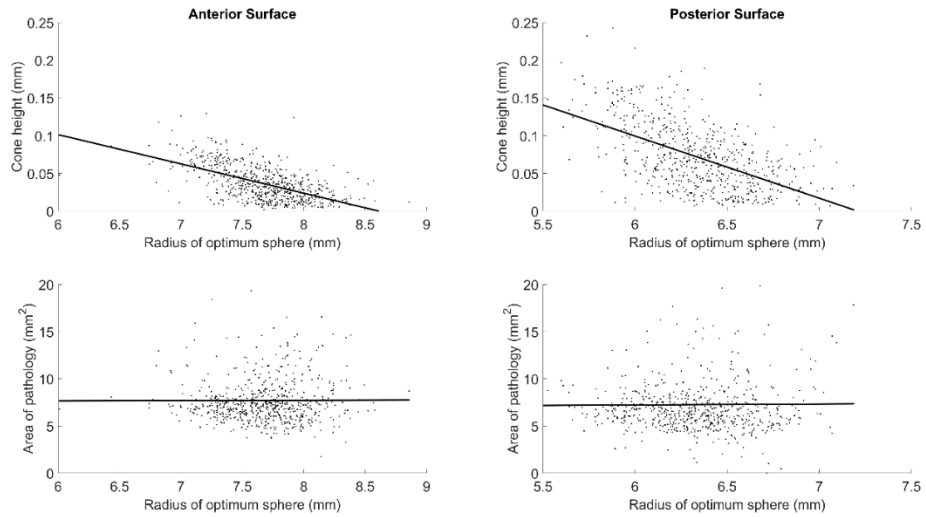 Anterior Surface
0.25
0.2
0.15
0.1
0.05
0
Cone height (mm)
6 6.5 7 7.5 8 8.5 9
Radius of optimum sphere (mm)
Posterior Surface
0.25
0.2
0.15
0.1
0.05
0
Cone height (mm)
5.5 6 6.5 7 7.5
Radius of optimum sphere (mm)
20
15
10
5
0
Area of pathology (mm²)
6 6.5 7 7.5 8 8.5 9
Radius of optimum sphere (mm)
20
15
10
5
0
Area of pathology (mm²)
5.5 6 6.5 7 7.5
Radius of optimum sphere (mm)